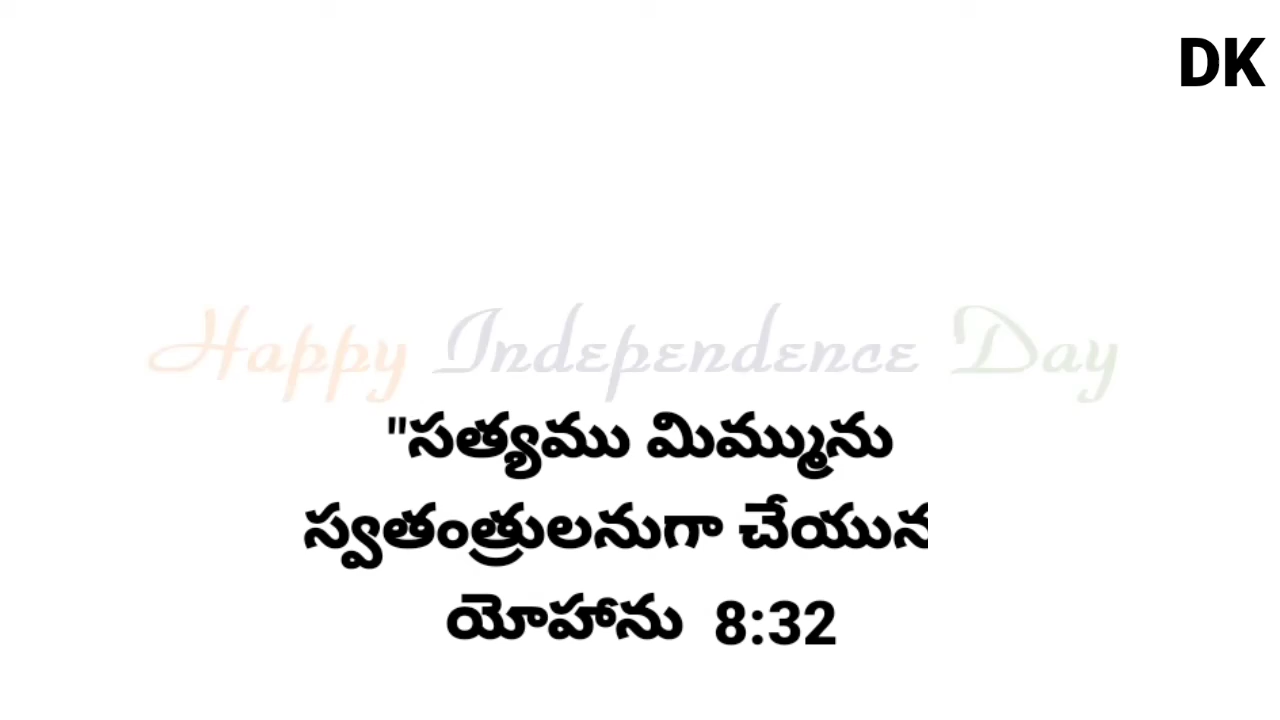 DK
Happy Independence Day
"సత్యము మిమ్మును
స్వతంత్రులనుగా
యోహాను 8:32